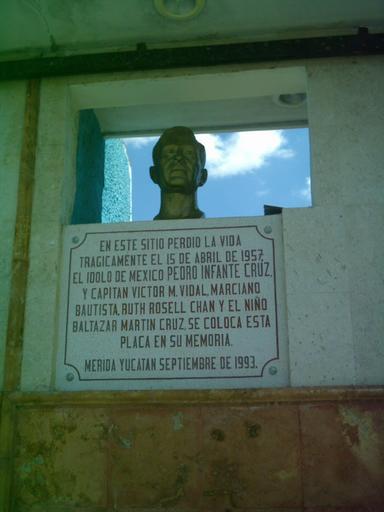 EN ESTE SITIO PERDIO LA VIDA
TRAGICAMENTE EL 15 DE ABRIL DE 1957,
EL IDOLO DE MEXICO PEDRO INFANTE CRUZ.
Y CAPITAN VICTOR M. VIDAL, MARCIANO
BAUTISTA, RUTH ROSELL CHAN Y EL NIÑO
BALTAZAR MARTIN CRUZ, SE COLOCA ESTA
PLACA EN SU MEMORIA.
MERIDA YUCATAN SEPTIEMBRE DE 1993.